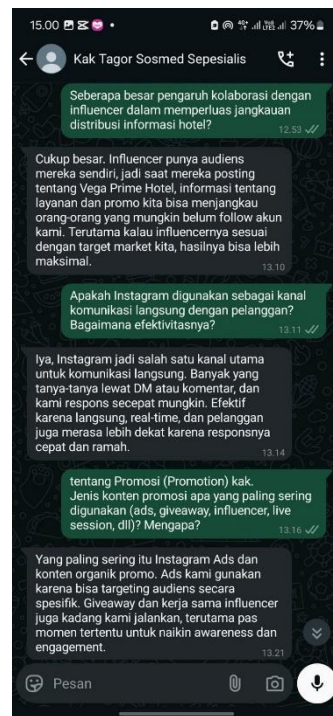 15.00
37%
Kak Tagor Sosmed Sepesialis
Seberapa besar pengaruh kolaborasi dengan
influencer dalam memperluas jangkauan
distribusi informasi hotel?
12.53
Cukup besar. Influencer punya audiens
mereka sendiri, jadi saat mereka posting
tentang Vega Prime Hotel, informasi tentang
layanan dan promo kita bisa menjangkau
orang-orang yang mungkin belum follow akun
kami. Terutama kalau influencernya sesuai
dengan target market kita, hasilnya bisa lebih
maksimal.
13.10
Apakah Instagram digunakan sebagai kanal
komunikasi langsung dengan pelanggan?
Bagaimana efektivitasnya?
13.11
Iya, Instagram jadi salah satu kanal utama
untuk komunikasi langsung. Banyak yang
tanya-tanya lewat DM atau komentar, dan
kami respons secepat mungkin. Efektif
karena langsung, real-time, dan pelanggan
juga merasa lebih dekat karena responsnya
cepat dan ramah.
13.14
tentang Promosi (Promotion) kak.
Jenis konten promosi apa yang paling sering
digunakan (ads, giveaway, influencer, live
session, dll)? Mengapa?
13.16
Yang paling sering itu Instagram Ads dan
konten organik promo. Ads kami gunakan
karena bisa targeting audiens secara
spesifik. Giveaway dan kerja sama influencer
juga kadang kami jalankan, terutama pas
momen tertentu untuk naikin awareness dan
engagement.
13.21
Pesan